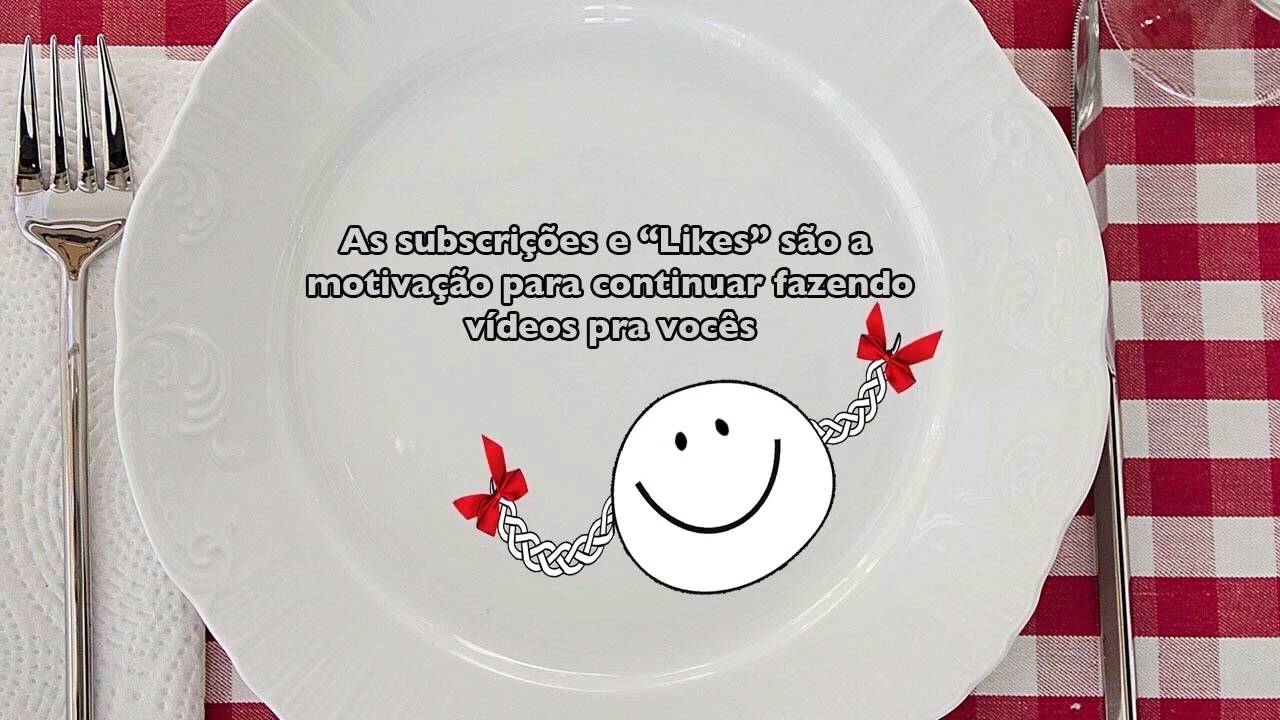 As subscrições e “Likes” são a
motivação para continuar fazendo
vídeos pra vocês